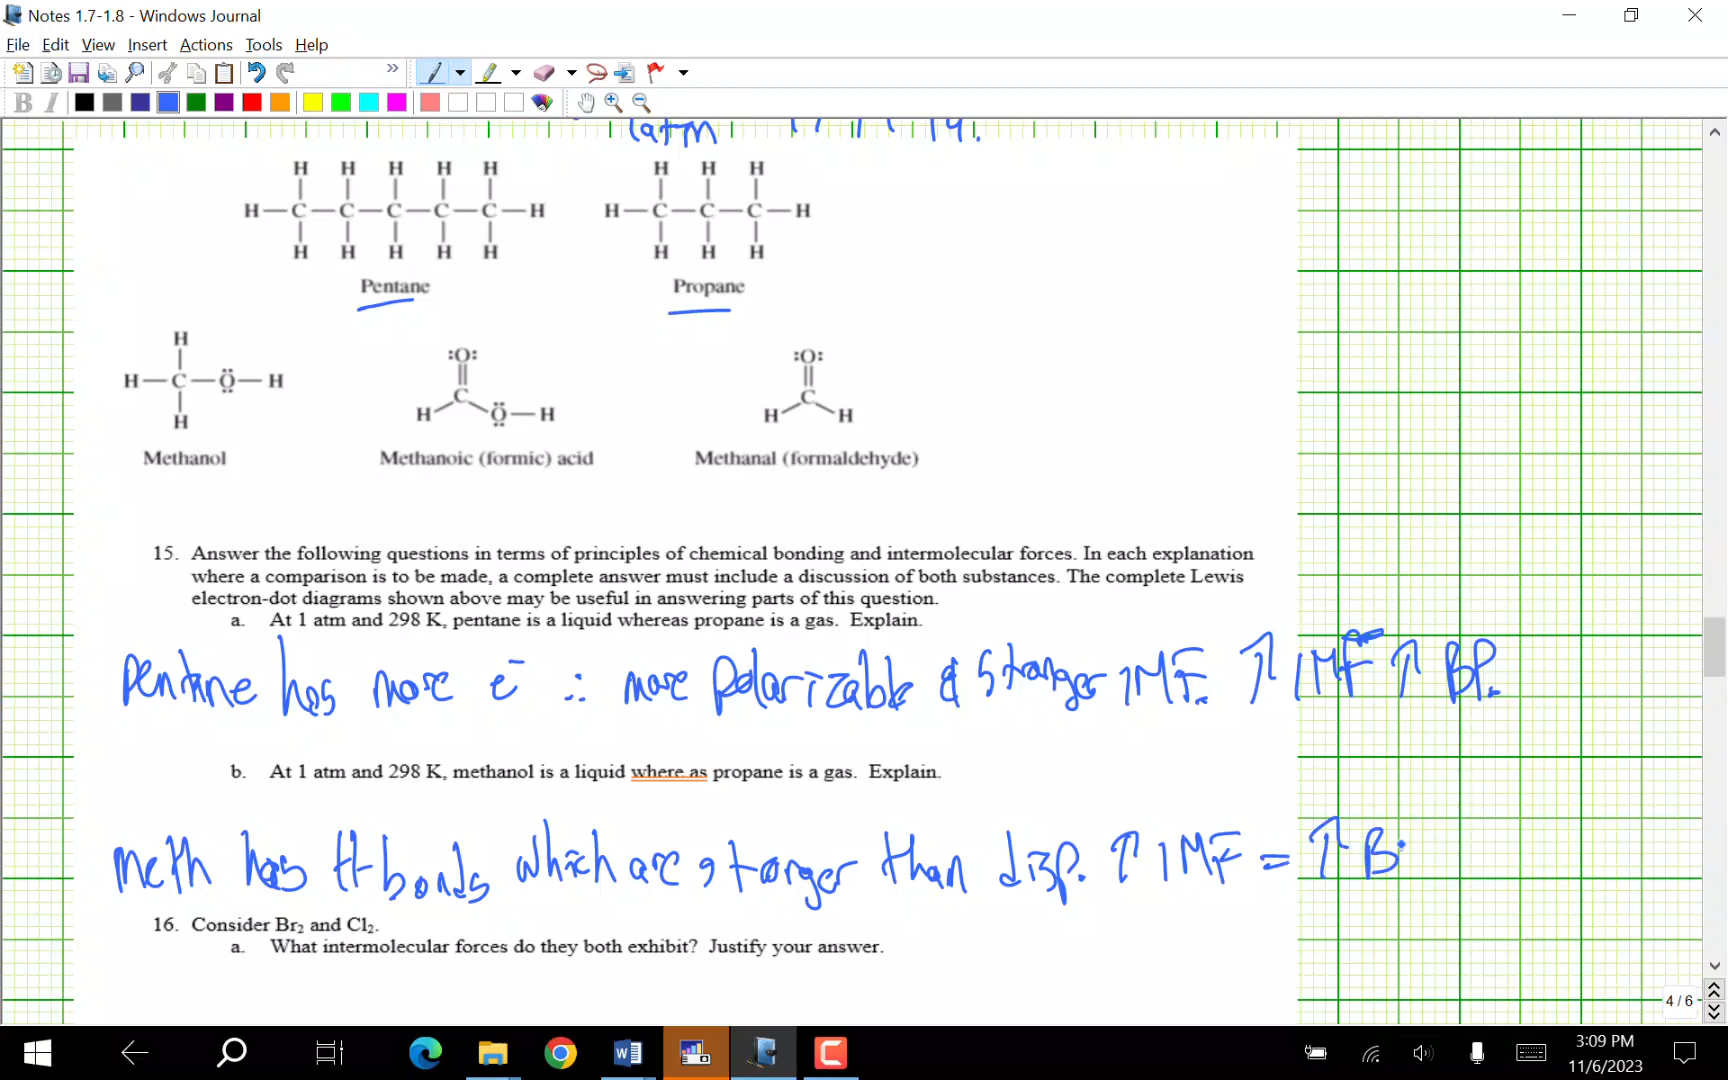 Notes 1.7-1.8 - Windows Journal
File Edit View Insert Actions Tools Help
B I
1 atm
H H H H H
H—C—C—C—C—C—H
H H H H H
Pentane
H H H
H—C—C—C—H
H H H
Propane
H
H—C—Ö—H
H
Methanol
:O:
C
H Ö—H
Methanoic (formic) acid
:O:
C
H H
Methanal (formaldehyde)
15. Answer the following questions in terms of principles of chemical bonding and intermolecular forces. In each explanation
where a comparison is to be made, a complete answer must include a discussion of both substances. The complete Lewis
electron-dot diagrams shown above may be useful in answering parts of this question.
a. At 1 atm and 298 K, pentane is a liquid whereas propane is a gas. Explain.
Pentane has more e⁻ ∴ more polarizable & stronger IMF. ↑ IMF ↑ BP.
b. At 1 atm and 298 K, methanol is a liquid where as propane is a gas. Explain.
Meth has H-bonds which are stronger than disp. ↑ IMF = ↑ B
16. Consider Br₂ and Cl₂.
a. What intermolecular forces do they both exhibit? Justify your answer.
4 / 6
3:09 PM
11/6/2023